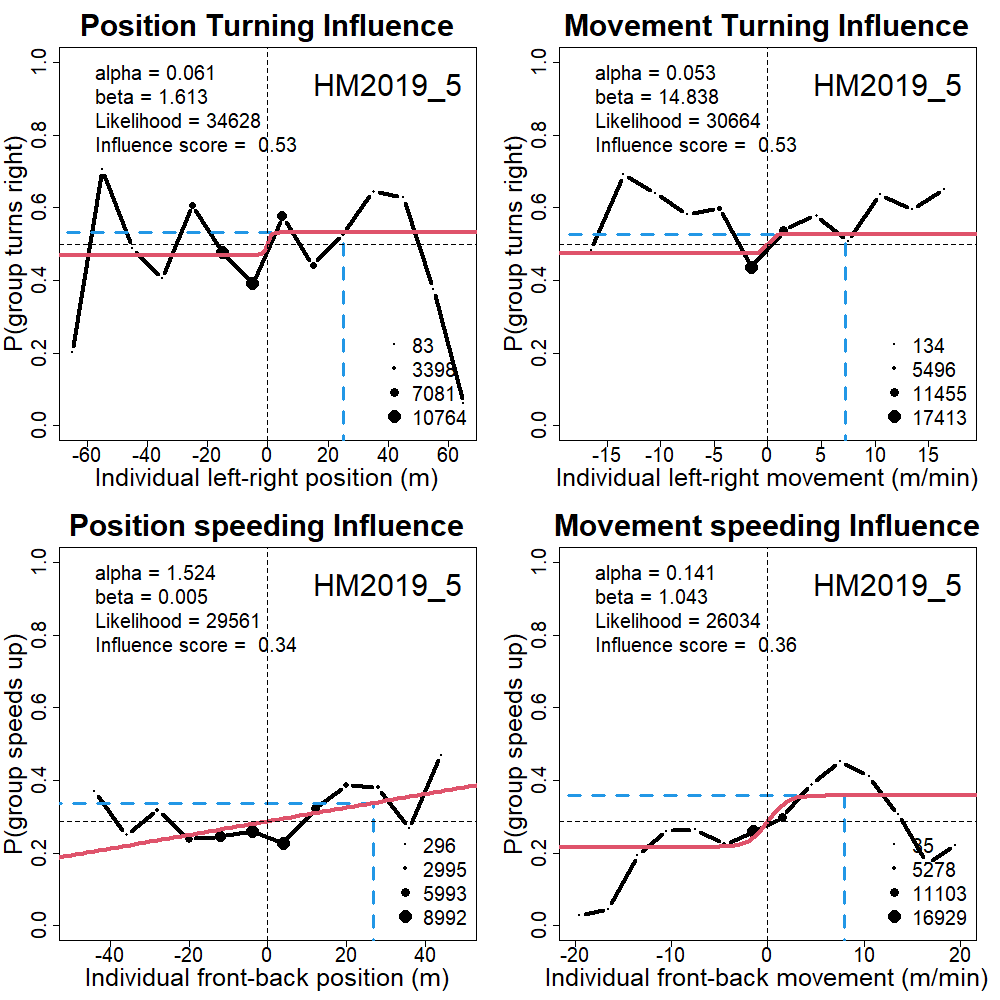 Position Turning Influence
alpha = 0.061
beta = 1.613
Likelihood = 34628
Influence score = 0.53
HM2019_5
P(group turns right)
0.0 0.2 0.4 0.6 0.8 1.0
83
3398
7081
10764
-60 -40 -20 0 20 40 60
Individual left-right position (m)
Movement Turning Influence
alpha = 0.053
beta = 14.838
Likelihood = 30664
Influence score = 0.53
HM2019_5
P(group turns right)
0.0 0.2 0.4 0.6 0.8 1.0
134
5496
11455
17413
-15 -10 -5 0 5 10 15
Individual left-right movement (m/min)
Position speeding Influence
alpha = 1.524
beta = 0.005
Likelihood = 29561
Influence score = 0.34
HM2019_5
P(group speeds up)
0.0 0.2 0.4 0.6 0.8 1.0
296
2995
5993
8992
-40 -20 0 20 40
Individual front-back position (m)
Movement speeding Influence
alpha = 0.141
beta = 1.043
Likelihood = 26034
Influence score = 0.36
HM2019_5
P(group speeds up)
0.0 0.2 0.4 0.6 0.8 1.0
35
5278
11103
16929
-20 -10 0 10 20
Individual front-back movement (m/min)